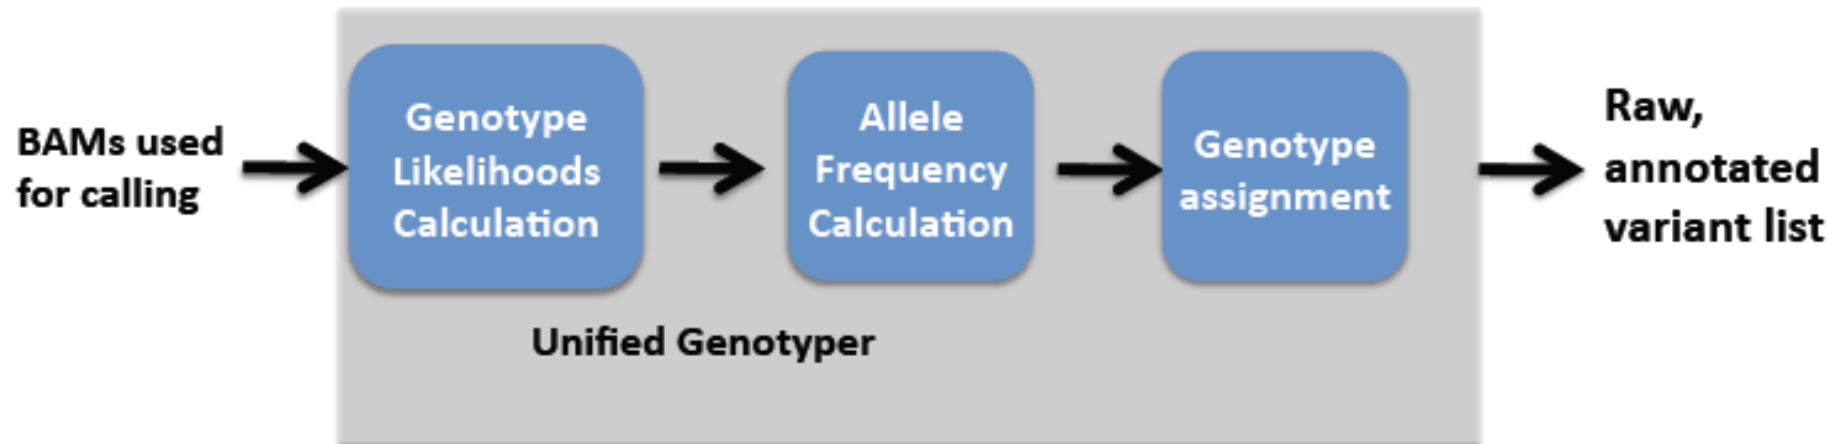 BAMs used
for calling
Genotype
Likelihoods
Calculation
Allele
Frequency
Calculation
Genotype
assignment
Raw,
annotated
variant list
Unified Genotyper